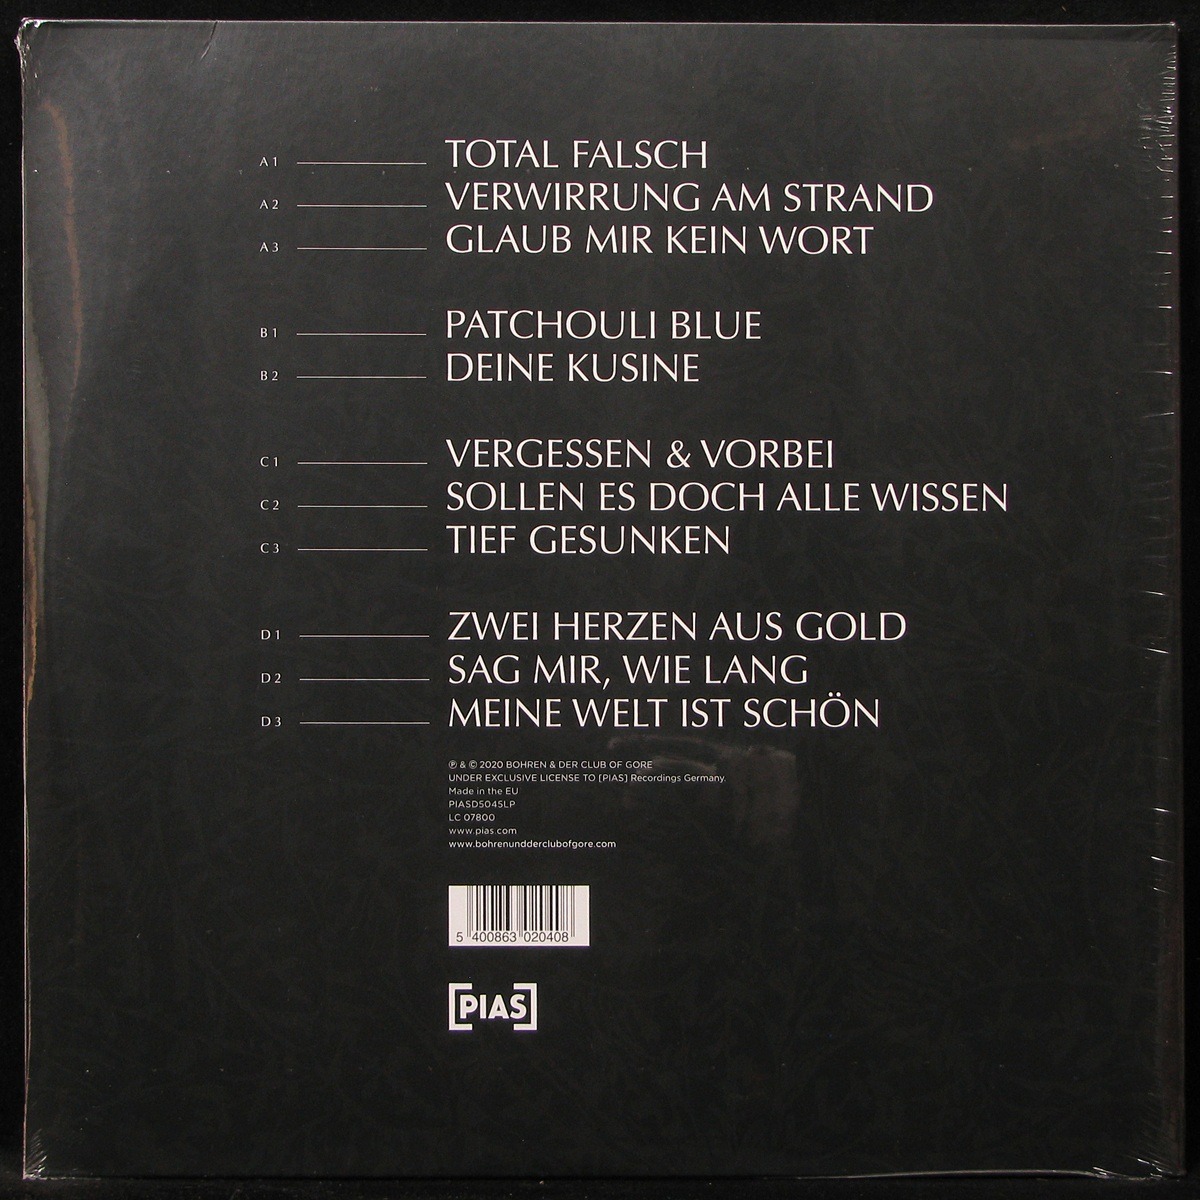 A1 TOTAL FALSCH
A2 VERWIRRUNG AM STRAND
A3 GLAUB MIR KEIN WORT
B1 PATCHOULI BLUE
B2 DEINE KUSINE
C1 VERGESSEN & VORBEI
C2 SOLLEN ES DOCH ALLE WISSEN
C3 TIEF GESUNKEN
D1 ZWEI HERZEN AUS GOLD
D2 SAG MIR, WIE LANG
D3 MEINE WELT IST SCHÖN
℗ & © 2020 BOHREN & DER CLUB OF GORE
UNDER EXCLUSIVE LICENSE TO [PIAS] Recordings Germany.
Made in the EU
PIASD5045LP
LC 07800
www.pias.com
www.bohrenundderclubofgore.com
5 400863 020408
[PIAS]